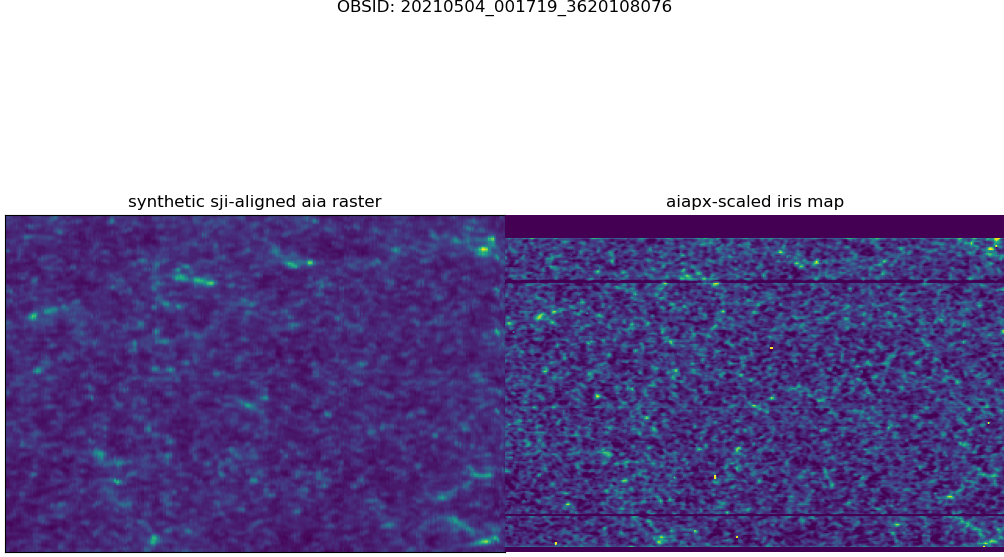 OBSID: 20210504_001719_3620108076
synthetic sji-aligned aia raster
aiapx-scaled iris map